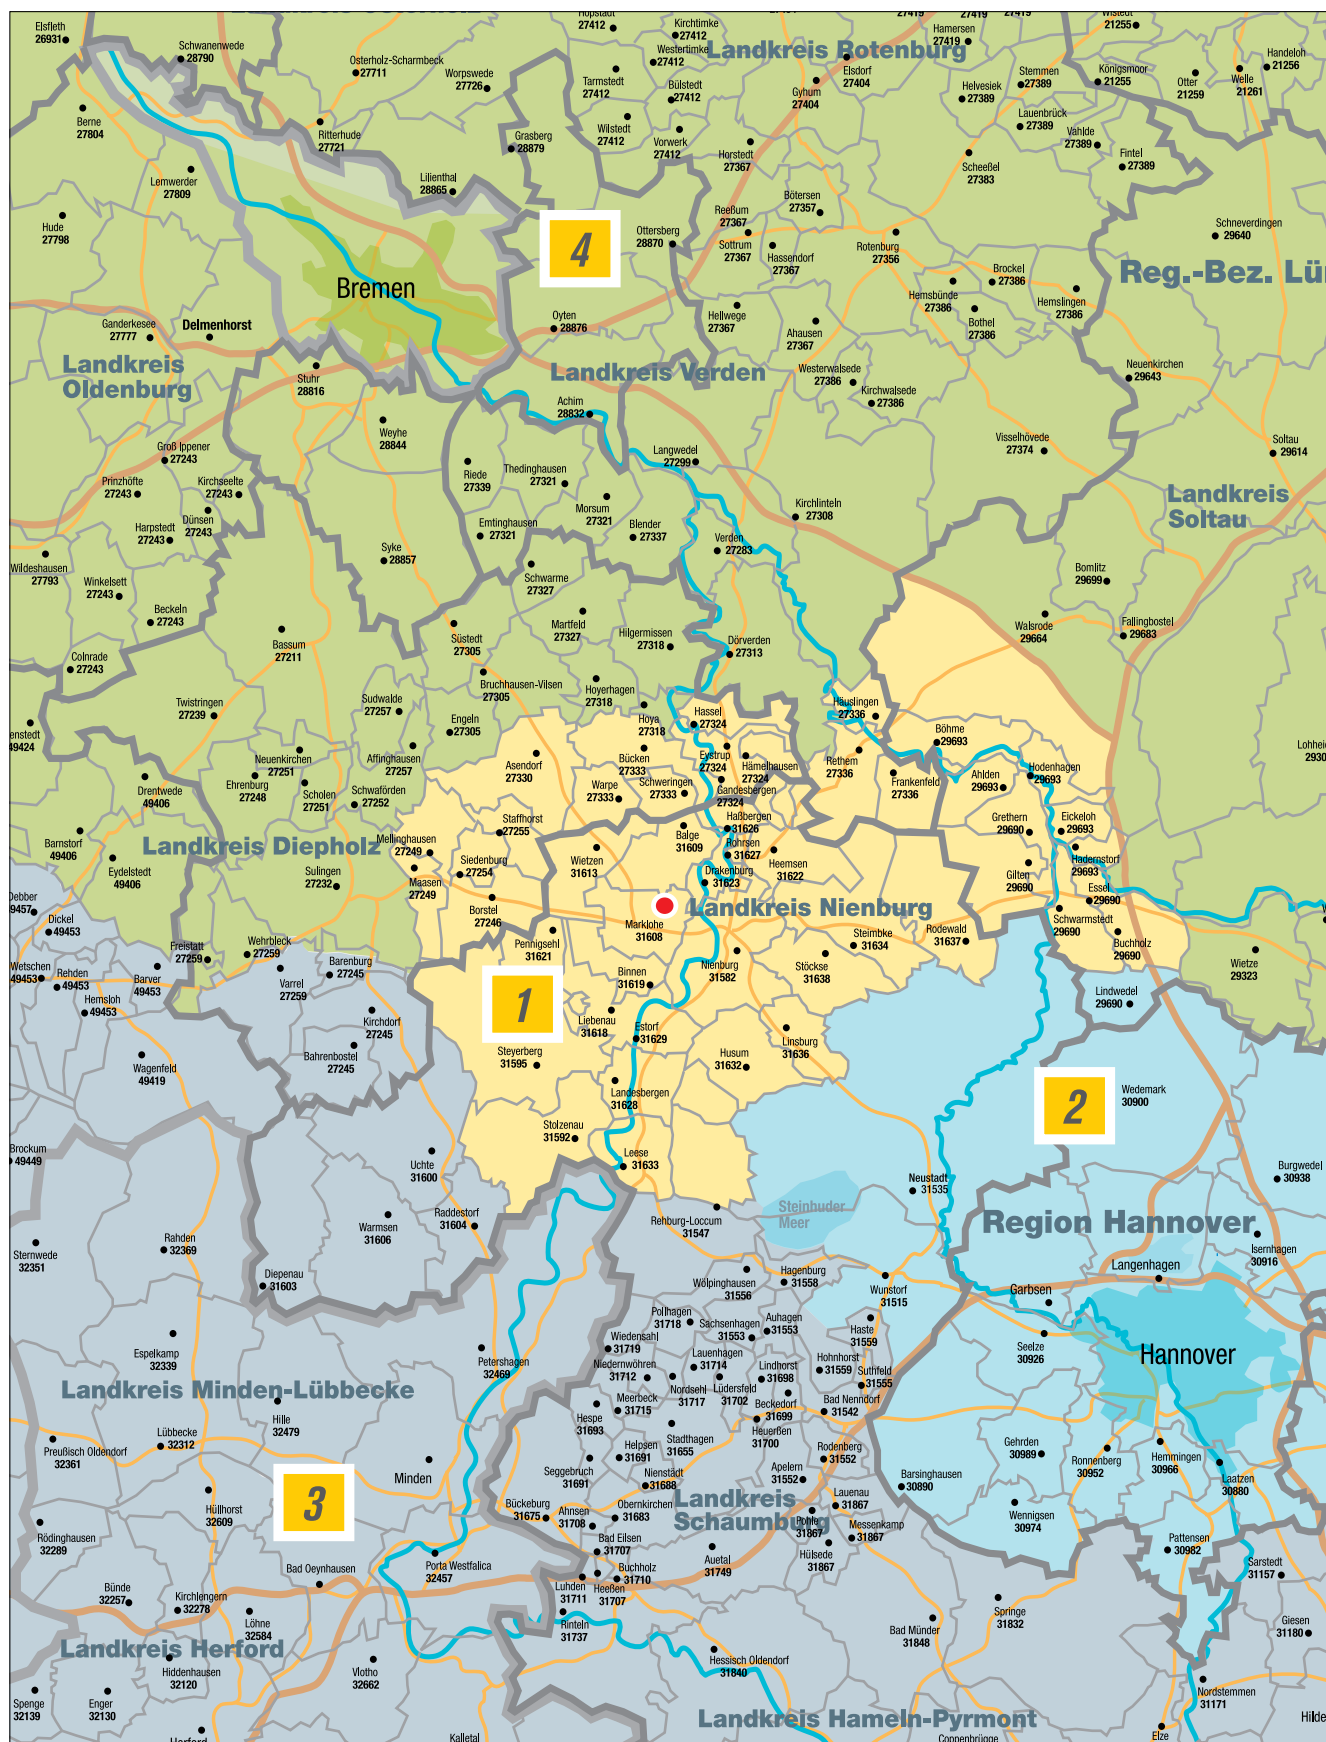 Elsfleth
26931
Schwanenwede
28790
Osterholz-Scharmbeck
27711
Worpswede
27726
27412
Kirchtimke
27412
Westertimke
27412
Tarmstedt
27412
Bülstedt
27412
Landkreis Rotenburg
Elsdorf
27404
Gyhum
27404
27419
27419
27419
Hamersen
27419
Helvesiek
27389
Stemmen
27389
21255
Königsmoor
21255
Otter
21259
Welle
21261
Handeloh
21256
Berne
27804
Ritterhude
27721
Grasberg
28879
Wilstedt
27412
Vorwerk
27412
Horstedt
27367
Lauenbrück
27389
Vahlde
27389
Fintel
27389
Scheeßel
27383
Lemwerder
27809
Lilienthal
28865
Bötersen
27357
Hude
27798
4
Ottersberg
28870
Reeßum
27367
Sottrum
27367
Hassendorf
27367
Rotenburg
27356
Schneverdingen
29640
Brockel
27386
Hemsbünde
27386
Bothel
27386
Hemslingen
27386
Reg.-Bez. Lü
Bremen
Ganderkesee
27777
Delmenhorst
Oyten
28876
Hellwege
27367
Ahausen
27367
Landkreis
Oldenburg
Stuhr
28816
Landkreis Verden
Westerwalsede
27386
Kirchwalsede
27386
Neuenkirchen
29643
Weyhe
28844
Achim
28832
Visselhövede
27374
Soltau
29614
Groß Ippener
27243
Prinzhöfte
27243
Kirchseelte
27243
Dünsen
27243
Harpstedt
27243
Riede
27339
Thedinghausen
27321
Morsum
27321
Langwedel
27299
Kirchlinteln
27308
Landkreis
Soltau
Emtinghausen
27321
Blender
27337
Verden
27283
Wildeshausen
27793
Winkelsett
27243
Beckeln
27243
Syke
28857
Schwarme
27327
Bomlitz
29699
Martfeld
27327
Hilgermissen
27318
Walsrode
29664
Fallingbostel
29683
Bassum
27211
Süstedt
27305
Dörverden
27313
Colnrade
27243
Bruchhausen-Vilsen
27305
Hoyerhagen
27318
Twistringen
27239
Sudwalde
27257
Engeln
27305
Hoya
27318
Hassel
27324
Häuslingen
27336
49424
Neuenkirchen
27251
Affinghausen
27257
Asendorf
27330
Bücken
27333
Eystrup
27324
Hämelhausen
27324
Rethem
27336
Böhme
29693
Drentwede
49406
Ehrenburg
27248
Scholen
27251
Schwaförden
27252
Warpe
27333
Schweringen
27333
Gandesbergen
27324
Frankenfeld
27336
Ahlden
29693
Hodenhagen
29693
Barnstorf
49406
Eydelstedt
49406
Landkreis Diepholz
Mellinghausen
27249
Staffhorst
27255
Siedenburg
27254
Wietzen
31613
Balge
31609
Haßbergen
31626
Rohrsen
31627
Heemsen
31622
Grethern
29690
Eickeloh
29693
Hadernstorf
29693
Sulingen
27232
Maasen
27249
Borstel
27246
Drakenburg
31623
Gilten
29690
Essel
29690
Dickel
49453
Marklohe
31608
Landkreis Nienburg
Steimbke
31634
Rodewald
31637
Schwarmstedt
29690
Buchholz
29690
Freistatt
27259
Wehrbleck
27259
Barenburg
27245
Pennigsehl
31621
Nienburg
31582
Stöckse
31638
Wietze
29323
Wetschen
49453
Rehden
49453
Hemsloh
49453
Barver
49453
Varrel
27259
Kirchdorf
27245
Bahrenbostel
27245
1
Binnen
31619
Liebenau
31618
Estorf
31629
Linsburg
31636
Lindwedel
29690
Wagenfeld
49419
Steyerberg
31595
Husum
31632
Landesbergen
31628
2
Wedemark
30900
Stolzenau
31592
Leese
31633
Brockum
49449
Uchte
31600
Neustadt
31535
Burgwedel
30938
Warmsen
31606
Raddestorf
31604
Rehburg-Loccum
31547
Steinhuder
Meer
Region Hannover
Sternwede
32351
Rahden
32369
Isernhagen
30916
Diepenau
31603
Wölpinghausen
31556
Hagenburg
31558
Wunstorf
31515
Langenhagen
Garbsen
Espelkamp
32339
Petershagen
32469
Pollhagen
31718
Wiedensahl
31719
Sachsenhagen
31553
Auhagen
31553
Haste
31559
Seelze
30926
Hannover
Landkreis Minden-Lübbecke
Niedernwöhren
31712
Lauenhagen
31714
Nordsehl
31717
Lüdersfeld
31702
Lindhorst
31698
Hohnhorst
31559
Suthfeld
31555
Hille
32479
Meerbeck
31715
Beckedorf
31699
Bad Nenndorf
31542
Hespe
31693
Heuerßen
31700
Preußisch Oldendorf
32361
Lübbecke
32312
Stadthagen
31655
Helpsen
31691
Rodenberg
31552
Gehrden
30989
Ronnenberg
30952
Hemmingen
30966
Minden
Seggebruch
31691
Nienstädt
31688
Apelern
31552
Barsinghausen
30890
Laatzen
30880
3
Hüllhorst
32609
Bückeburg
31675
Ahnsen
31708
Obernkirchen
31683
Landkreis
Schaumburg
Lauenau
31867
Pohle
31867
Messenkamp
31867
Wennigsen
30974
Rödinghausen
32289
Bad Eilsen
31707
Auetal
31749
Hülsede
31867
Pattensen
30982
Porta Westfalica
32457
Buchholz
31710
Sarstedt
31157
Bünde
32257
Kirchlengern
32278
Bad Oeynhausen
Luhden
31711
Heeßen
31707
Löhne
32584
Rinteln
31737
Springe
31832
Giesen
31180
Bad Münder
31848
Landkreis Herford
Hiddenhausen
32120
Vlotho
32662
Hessisch Oldendorf
31840
Spenge
32139
Enger
32130
Nordstemmen
31171
Landkreis Hameln-Pyrmont
Kalletal
Coppenbrügge
Elze